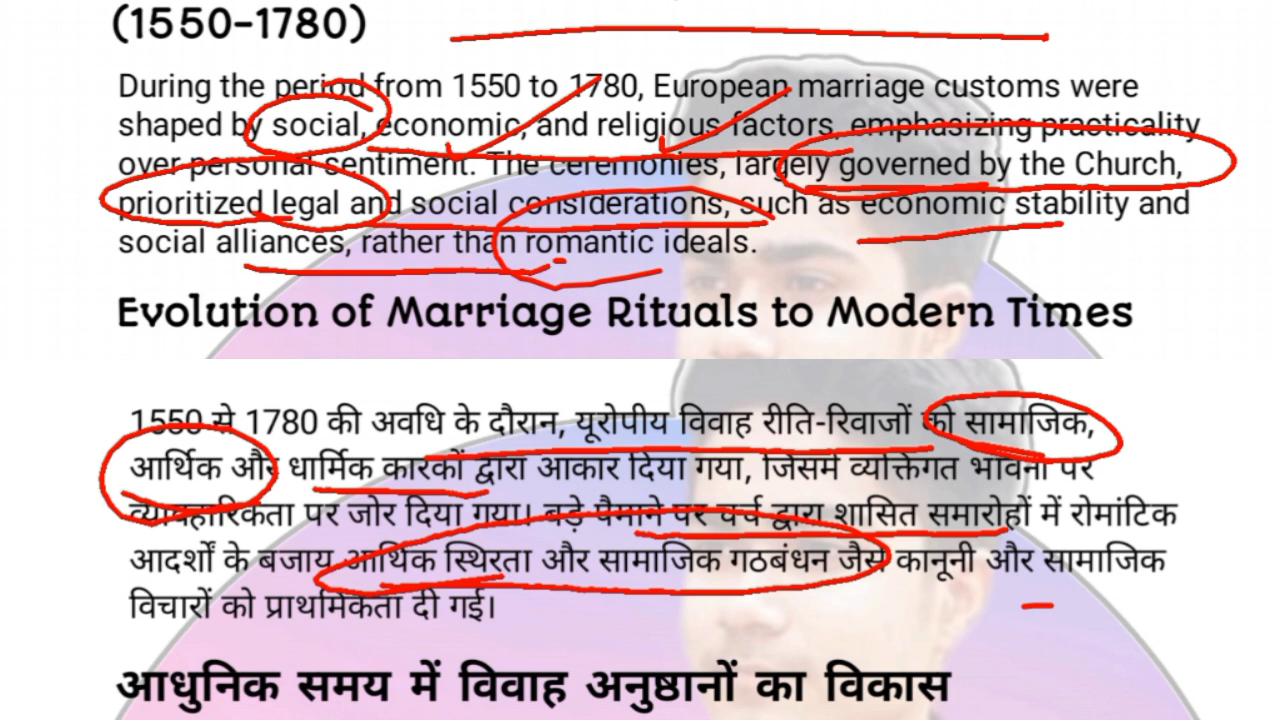 (1550-1780)
During the period from 1550 to 1780, European marriage customs were
shaped by social, economic, and religious factors, emphasizing practicality
over personal sentiment. The ceremonies, largely governed by the Church,
prioritized legal and social considerations, such as economic stability and
social alliances, rather than romantic ideals.
Evolution of Marriage Rituals to Modern Times
1550 से 1780 की अवधि के दौरान, यूरोपीय विवाह रीति-रिवाजों को सामाजिक,
आर्थिक और धार्मिक कारकों द्वारा आकार दिया गया, जिसमें व्यक्तिगत भावना पर
व्यावहारिकता पर जोर दिया गया। बड़े पैमाने पर चर्च द्वारा शासित समारोहों में रोमांटिक
आदर्शों के बजाय आर्थिक स्थिरता और सामाजिक गठबंधन जैसे कानूनी और सामाजिक
विचारों को प्राथमिकता दी गई।
आधुनिक समय में विवाह अनुष्ठानों का विकास